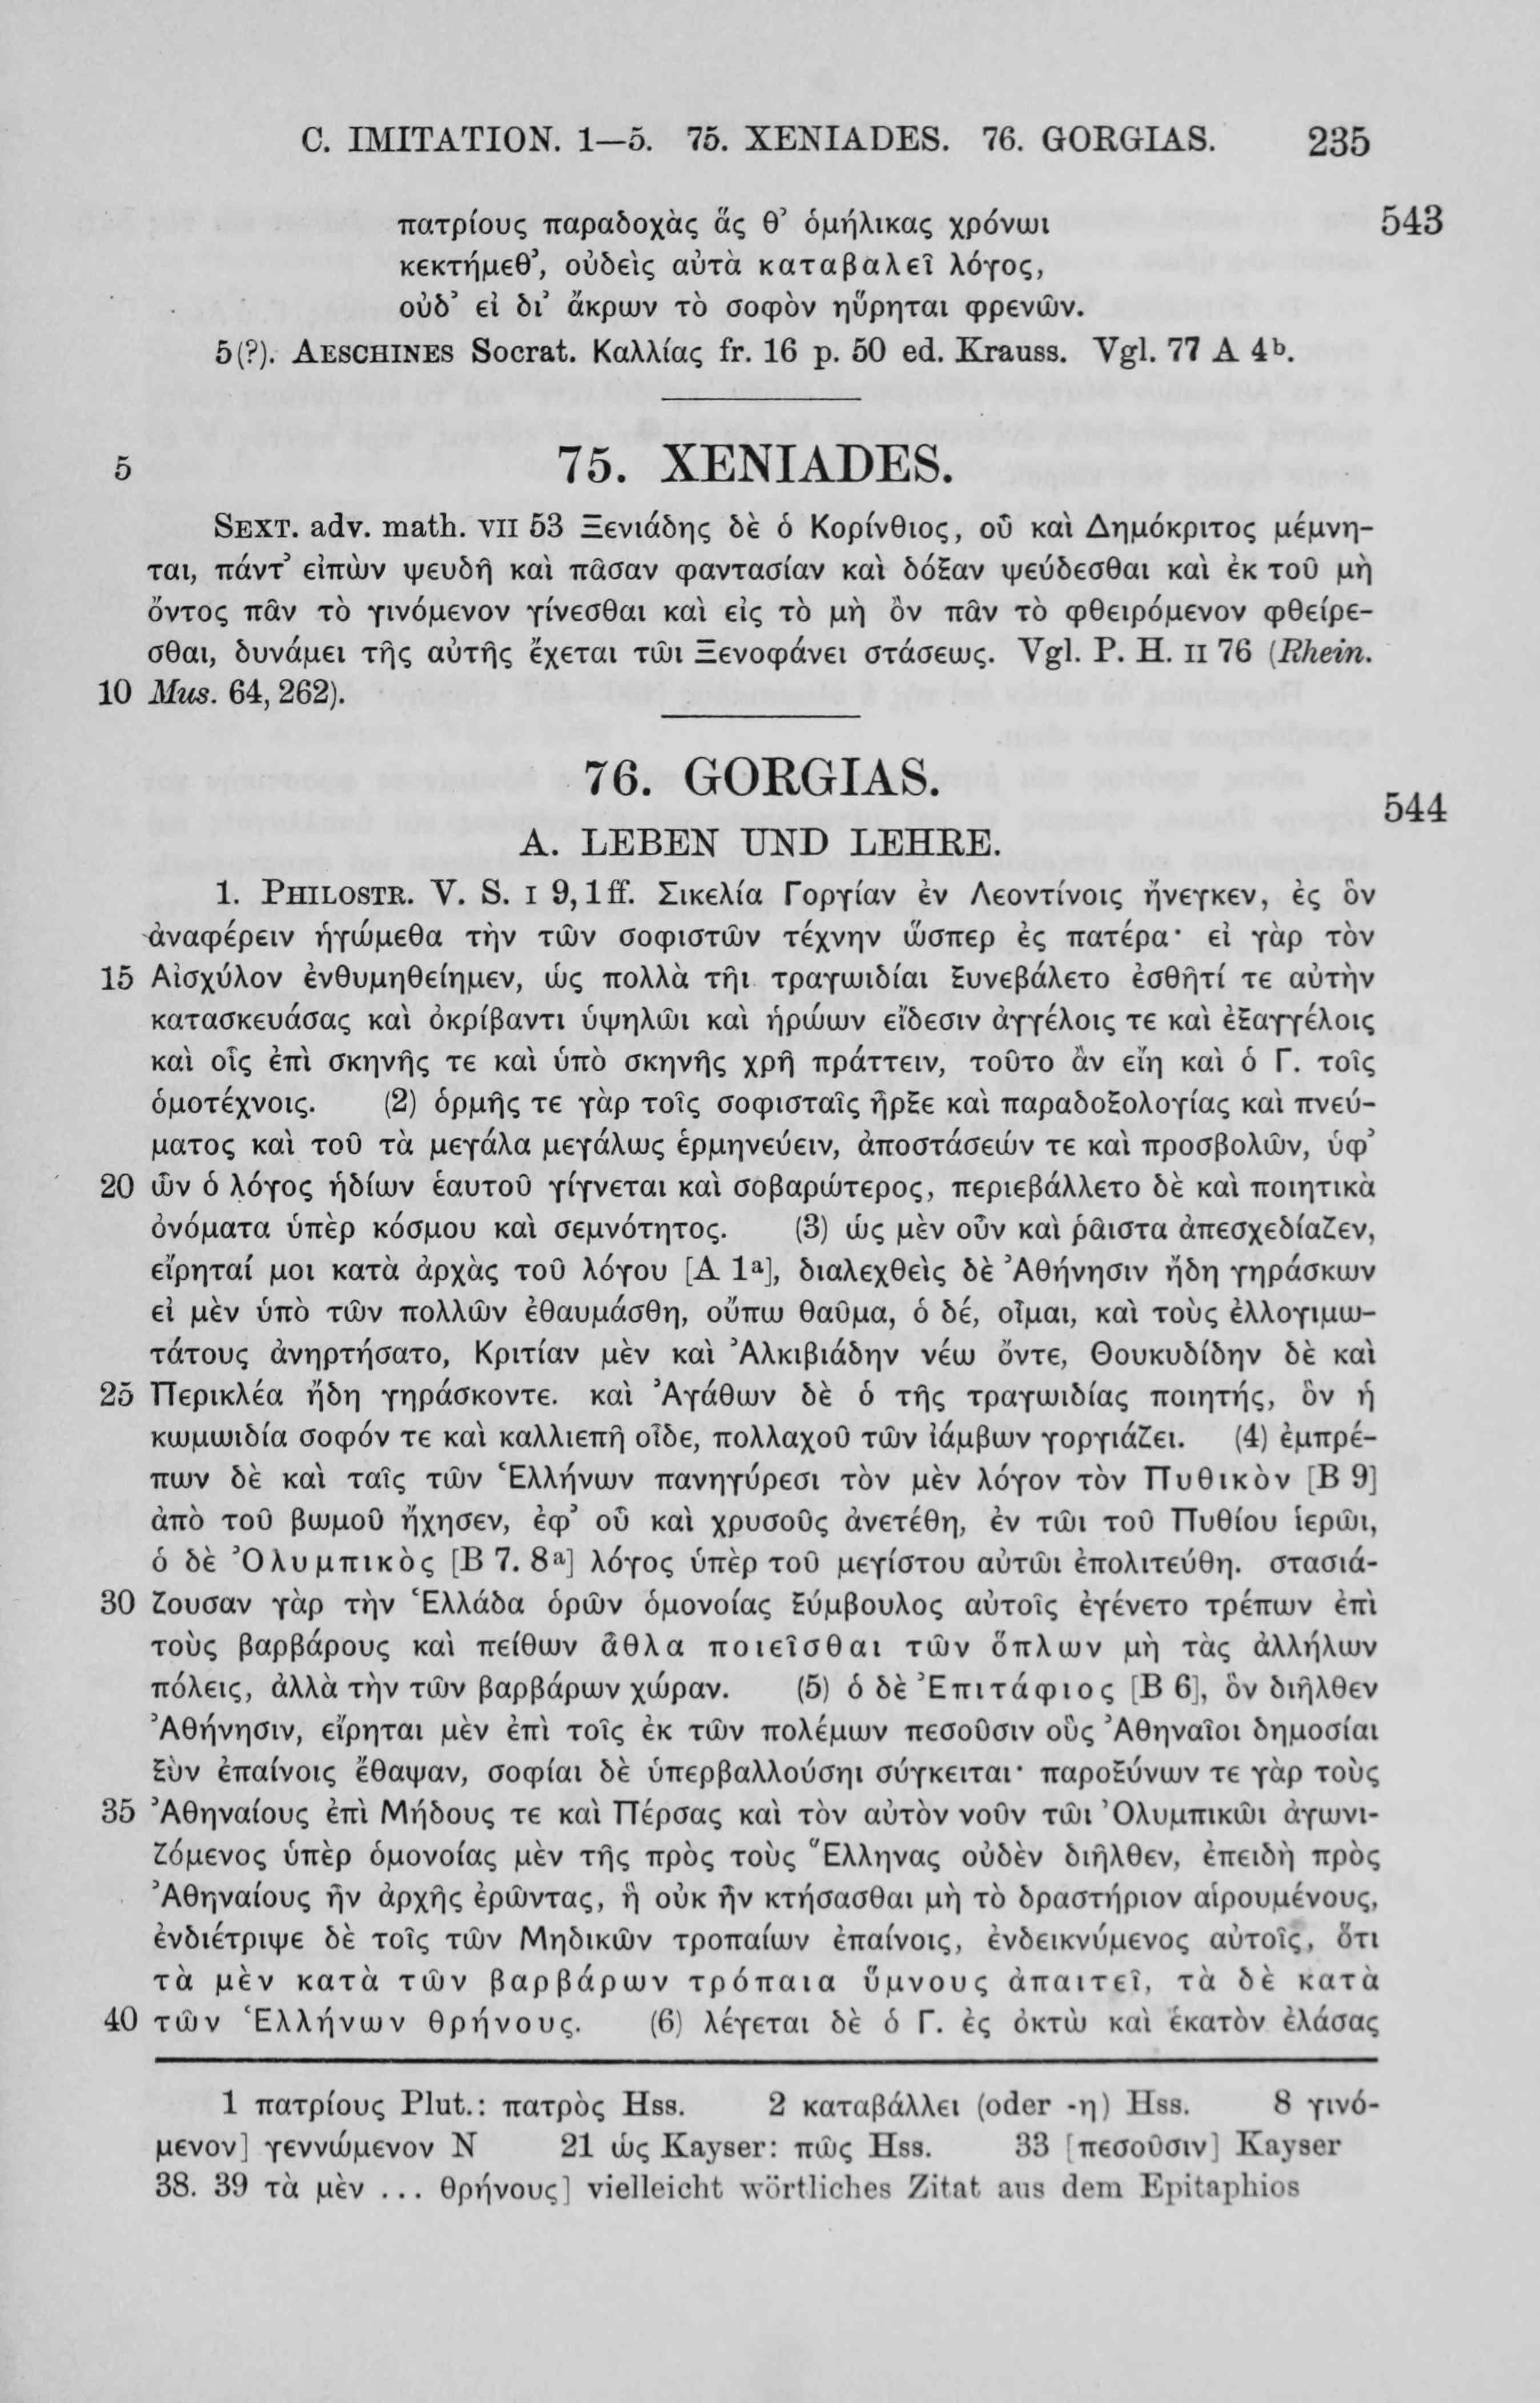 C. IMITATION. 1—5. 75. XENIADES. 76. GORGIAS. 235
πατρίους παραδοχὰς ἅς θ’ ὁμήλικας χρόνωι 543
κεκτήμεθ’, οὐδεὶς αὐτὰ καταβαλεῖ λόγος,
οὐδ’ εἰ δι’ ἄκρων τὸ σοφὸν ηὕρηται φρενῶν.
5(?). AESCHINES Socrat. Καλλίας fr. 16 p. 50 ed. Krauss. Vgl. 77 A 4b.
5 75. XENIADES.
SEXT. adv. math. VII 53 Ξενιάδης δὲ ὁ Κορίνθιος, οὗ καὶ Δημόκριτος μέμνη-
ται, πάντ’ εἰπὼν ψευδῆ καὶ πᾶσαν φαντασίαν καὶ δόξαν ψεύδεσθαι καὶ ἐκ τοῦ μὴ
ὄντος πᾶν τὸ γινόμενον γίνεσθαι καὶ εἰς τὸ μὴ ὂν πᾶν τὸ φθειρόμενον φθείρε-
σθαι, δυνάμει τῆς αὐτῆς ἔχεται τῶι Ξενοφάνει στάσεως. Vgl. P. H. II 76 (Rhein.
10 Mus. 64, 262).
76. GORGIAS.
544
A. LEBEN UND LEHRE.
1. PHILOSTR. V. S. I 9, 1 ff. Σικελία Γοργίαν ἐν Λεοντίνοις ἤνεγκεν, ἐς ὃν
ἀναφέρειν ἡγώμεθα τὴν τῶν σοφιστῶν τέχνην ὥσπερ ἐς πατέρα· εἰ γὰρ τὸν
15 Αἰσχύλον ἐνθυμηθείημεν, ὡς πολλὰ τῆι τραγωιδίαι ξυνεβάλετο ἐσθῆτί τε αὐτὴν
κατασκευάσας καὶ ὀκρίβαντι ὑψηλῶι καὶ ἡρώων εἴδεσιν ἀγγέλοις τε καὶ ἐξαγγέλοις
καὶ οἷς ἐπὶ σκηνῆς τε καὶ ὑπὸ σκηνῆς χρῆ πράττειν, τοῦτο ἂν εἴη καὶ ὁ Γ. τοῖς
ὁμοτέχνοις. (2) ὁρμῆς τε γὰρ τοῖς σοφισταῖς ἦρξε καὶ παραδοξολογίας καὶ πνεύ-
ματος καὶ τοῦ τὰ μεγάλα μεγάλως ἑρμηνεύειν, ἀποστάσεών τε καὶ προσβολῶν, ὑφ’
20 ὧν ὁ λόγος ἡδίων ἑαυτοῦ γίγνεται καὶ σοβαρώτερος, περιεβάλλετο δὲ καὶ ποιητικὰ
ὀνόματα ὑπὲρ κόσμου καὶ σεμνότητος. (3) ὡς μὲν οὖν καὶ ῥᾶιστα ἀπεσχεδίαζεν,
εἴρηταί μοι κατὰ ἀρχὰς τοῦ λόγου [A 1a], διαλεχθεὶς δὲ Ἀθήνησιν ἤδη γηράσκων
εἰ μὲν ὑπὸ τῶν πολλῶν ἐθαυμάσθη, οὔπω θαῦμα, ὁ δέ, οἶμαι, καὶ τοὺς ἐλλογιμω-
τάτους ἀνηρτήσατο, Κριτίαν μὲν καὶ Ἀλκιβιάδην νέω ὄντε, Θουκυδίδην δὲ καὶ
25 Περικλέα ἤδη γηράσκοντε. καὶ Ἀγάθων δὲ ὁ τῆς τραγωιδίας ποιητής, ὃν ἡ
κωμωιδία σοφόν τε καὶ καλλιεπῆ οἶδε, πολλαχοῦ τῶν ἰάμβων γοργιάζει. (4) ἐμπρέ-
πων δὲ καὶ ταῖς τῶν Ἑλλήνων πανηγύρεσι τὸν μὲν λόγον τὸν Πυθικὸν [B 9]
ἀπὸ τοῦ βωμοῦ ἤχησεν, ἐφ’ οὗ καὶ χρυσοῦς ἀνετέθη, ἐν τῶι τοῦ Πυθίου ἱερῶι,
ὁ δὲ Ὀλυμπικὸς [B 7. 8a] λόγος ὑπὲρ τοῦ μεγίστου αὐτῶι ἐπολιτεύθη. στασιά-
30 ζουσαν γὰρ τὴν Ἑλλάδα ὁρῶν ὁμονοίας ξύμβουλος αὐτοῖς ἐγένετο τρέπων ἐπὶ
τοὺς βαρβάρους καὶ πείθων ἆθλα ποιεῖσθαι τῶν ὅπλων μὴ τὰς ἀλλήλων
πόλεις, ἀλλὰ τὴν τῶν βαρβάρων χώραν. (5) ὁ δὲ Ἐπιτάφιος [B 6], ὃν διῆλθεν
Ἀθήνησιν, εἴρηται μὲν ἐπὶ τοῖς ἐκ τῶν πολέμων πεσοῦσιν οὓς Ἀθηναῖοι δημοσίαι
ξὺν ἐπαίνοις ἔθαψαν, σοφίαι δὲ ὑπερβαλλούσηι σύγκειται· παροξύνων τε γὰρ τοὺς
35 Ἀθηναίους ἐπὶ Μήδους τε καὶ Πέρσας καὶ τὸν αὐτὸν νοῦν τῶι Ὀλυμπικῶι ἀγωνι-
ζόμενος ὑπὲρ ὁμονοίας μὲν τῆς πρὸς τοὺς Ἕλληνας οὐδὲν διῆλθεν, ἐπειδὴ πρὸς
Ἀθηναίους ἦν ἀρχῆς ἐρῶντας, ἣ οὐκ ἦν κτήσασθαι μὴ τὸ δραστήριον αἱρουμένους,
ἐνδιέτριψε δὲ τοῖς τῶν Μηδικῶν τροπαίων ἐπαίνοις, ἐνδεικνύμενος αὐτοῖς, ὅτι
τὰ μὲν κατὰ τῶν βαρβάρων τρόπαια ὕμνους ἀπαιτεῖ, τὰ δὲ κατὰ
40 τῶν Ἑλλήνων θρήνους. (6) λέγεται δὲ ὁ Γ. ἐς ὀκτὼ καὶ ἑκατὸν ἐλάσας
1 πατρίους Plut.: πατρὸς Hss. 2 καταβάλλει (oder -η) Hss. 8 γινό-
μενον] γεννώμενον N 21 ὡς Kayser: πῶς Hss. 33 [πεσοῦσιν] Kayser
38. 39 τὰ μὲν ... θρήνους] vielleicht wörtliches Zitat aus dem Epitaphios